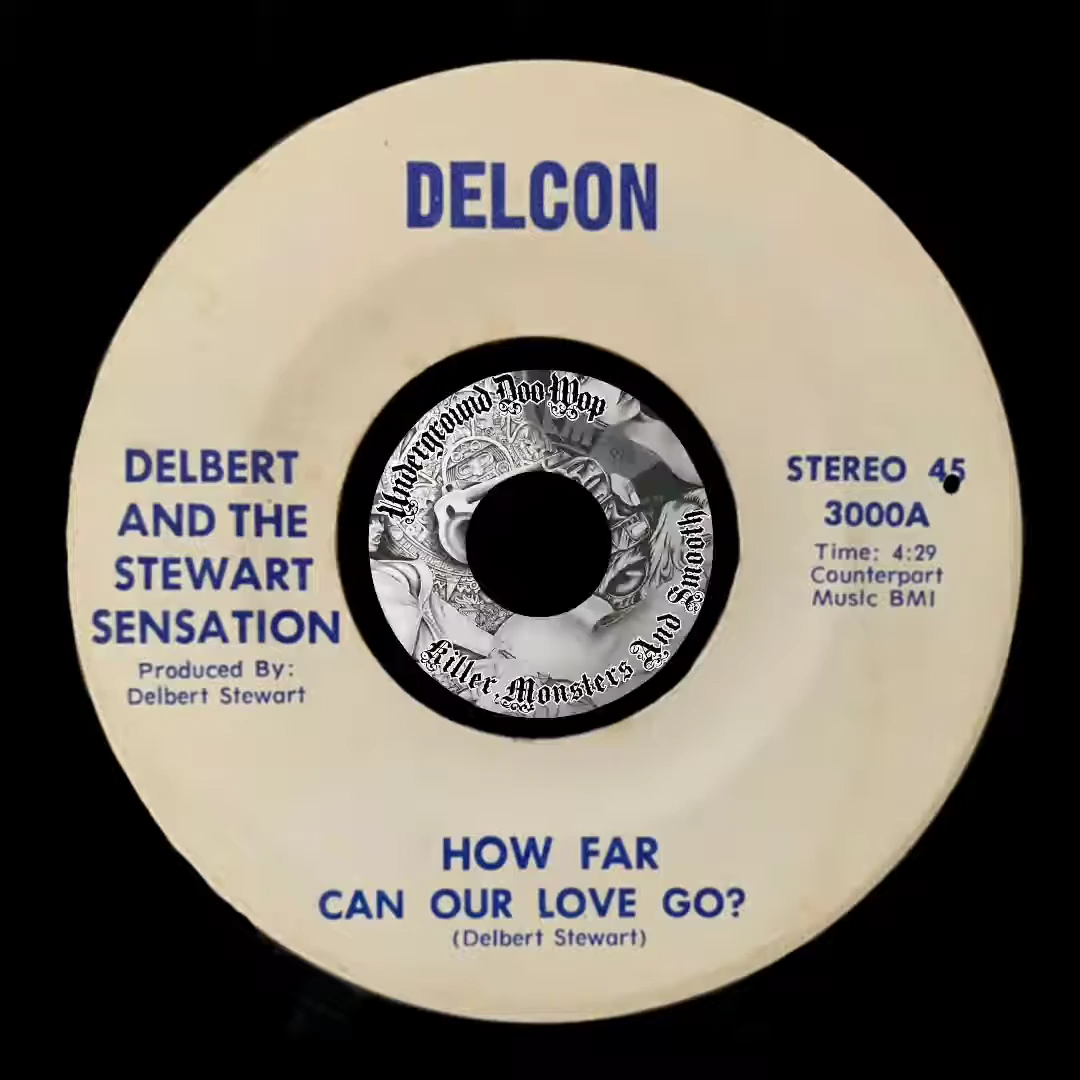 DELCON
DELBERT
AND THE
STEWART
SENSATION
Produced By:
Delbert Stewart
Underground Doo Wop
Killer, Monsters And Smooth
STEREO 45
3000A
Time: 4:29
Counterpart
Music BMI
HOW FAR
CAN OUR LOVE GO?
(Delbert Stewart)